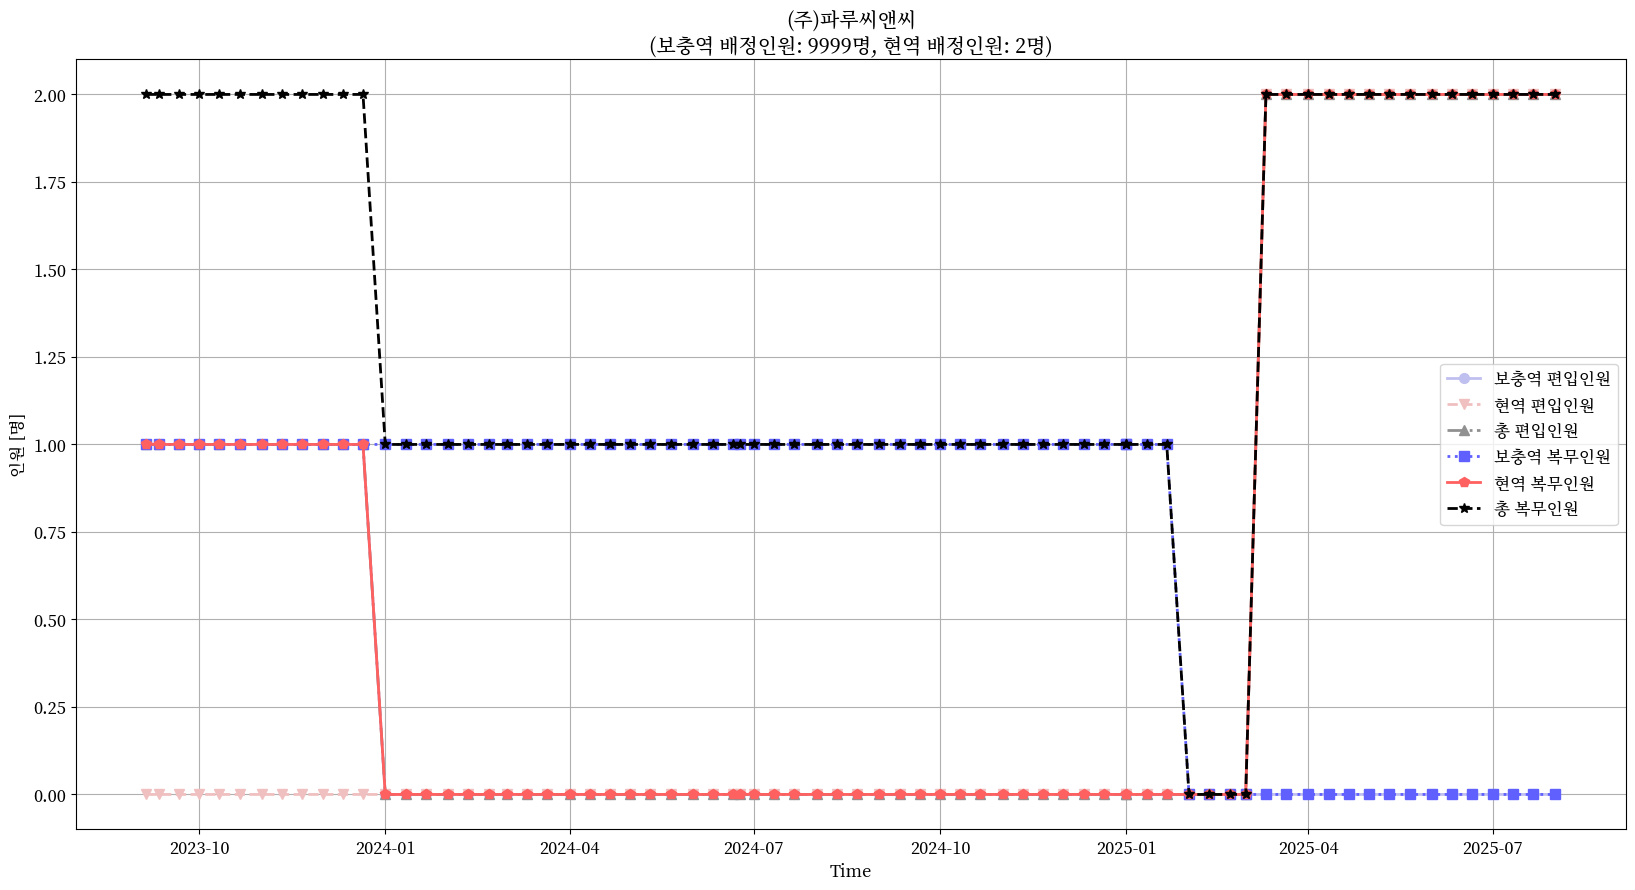 (주)파루씨앤씨
(보충역 배정인원: 9999명, 현역 배정인원: 2명)
인원 [명]
2.00
1.75
1.50
1.25
1.00
0.75
0.50
0.25
0.00
보충역 편입인원
현역 편입인원
총 편입인원
보충역 복무인원
현역 복무인원
총 복무인원
2023-10
2024-01
2024-04
2024-07
2024-10
2025-01
2025-04
2025-07
Time